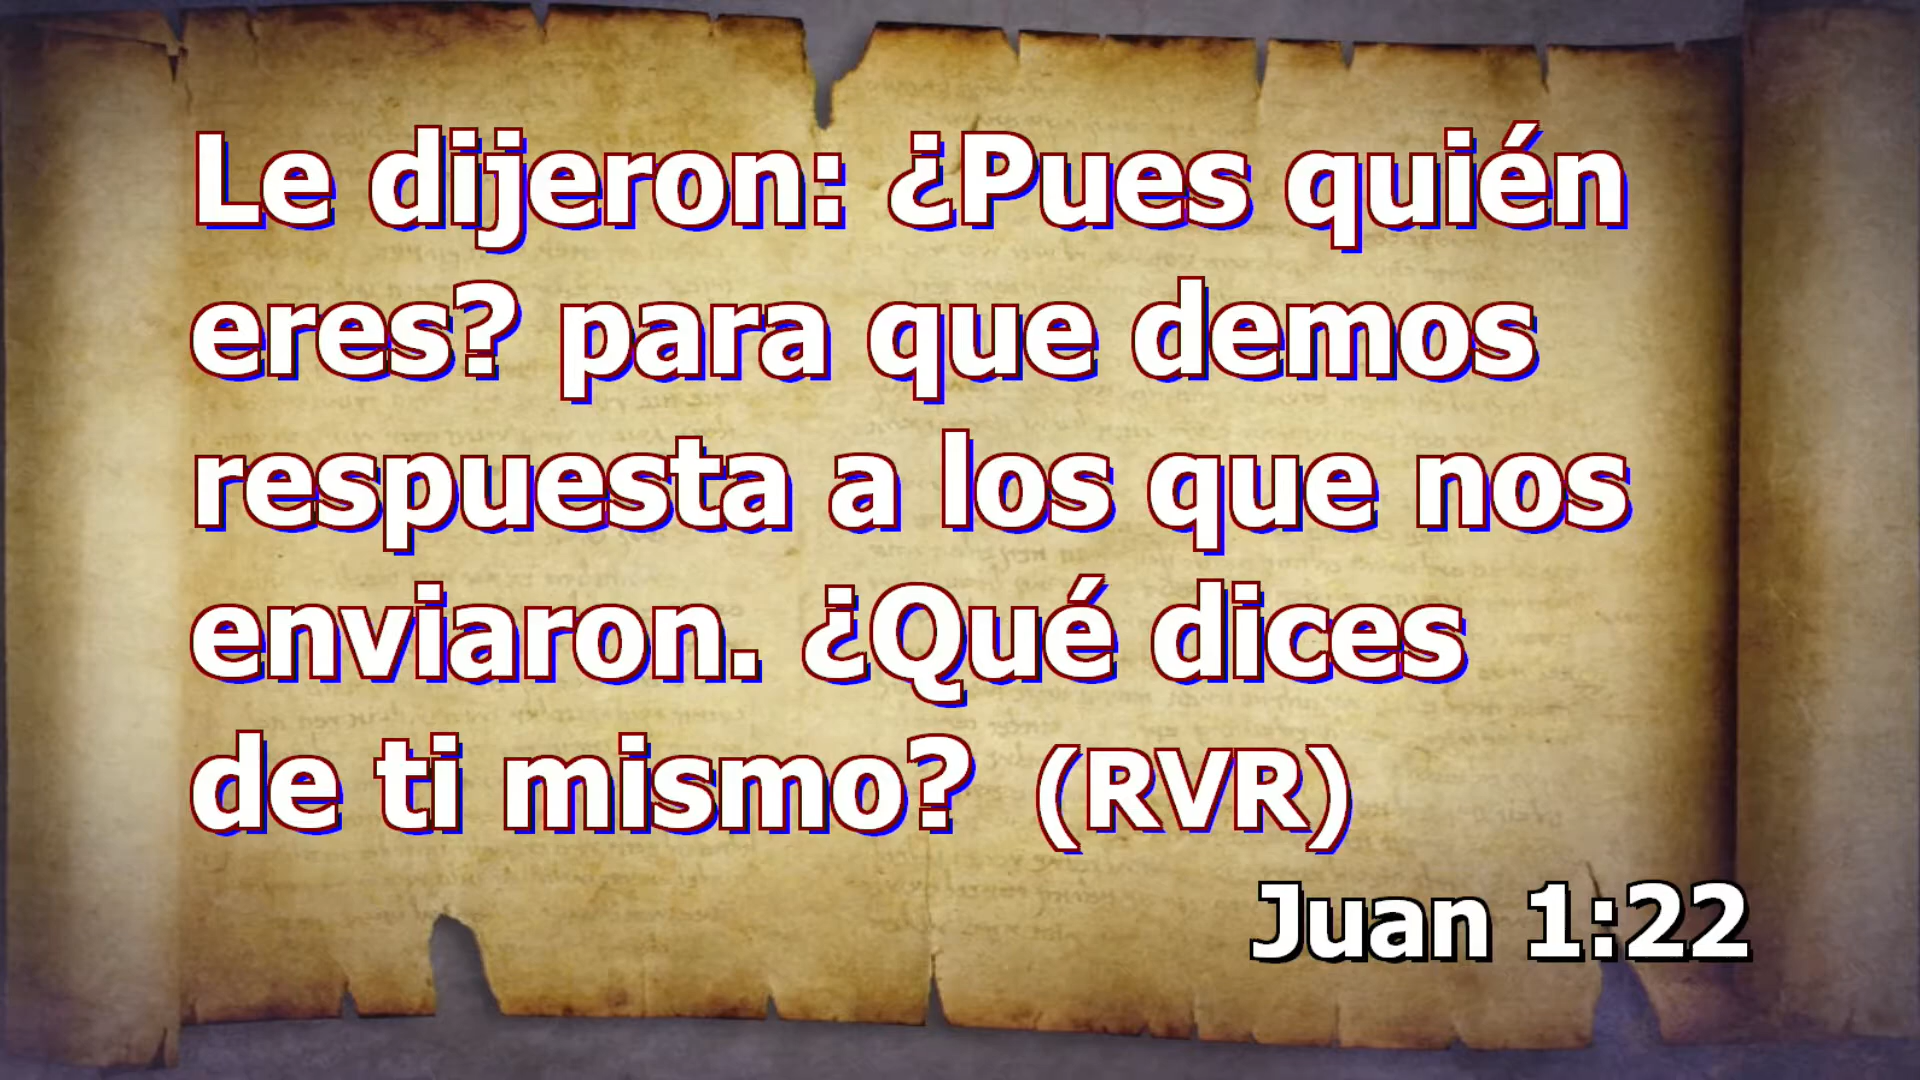 Le dijeron: ¿Pues quién
eres? para que demos
respuesta a los que nos
enviaron. ¿Qué dices
de ti mismo? (RVR)
Juan 1:22